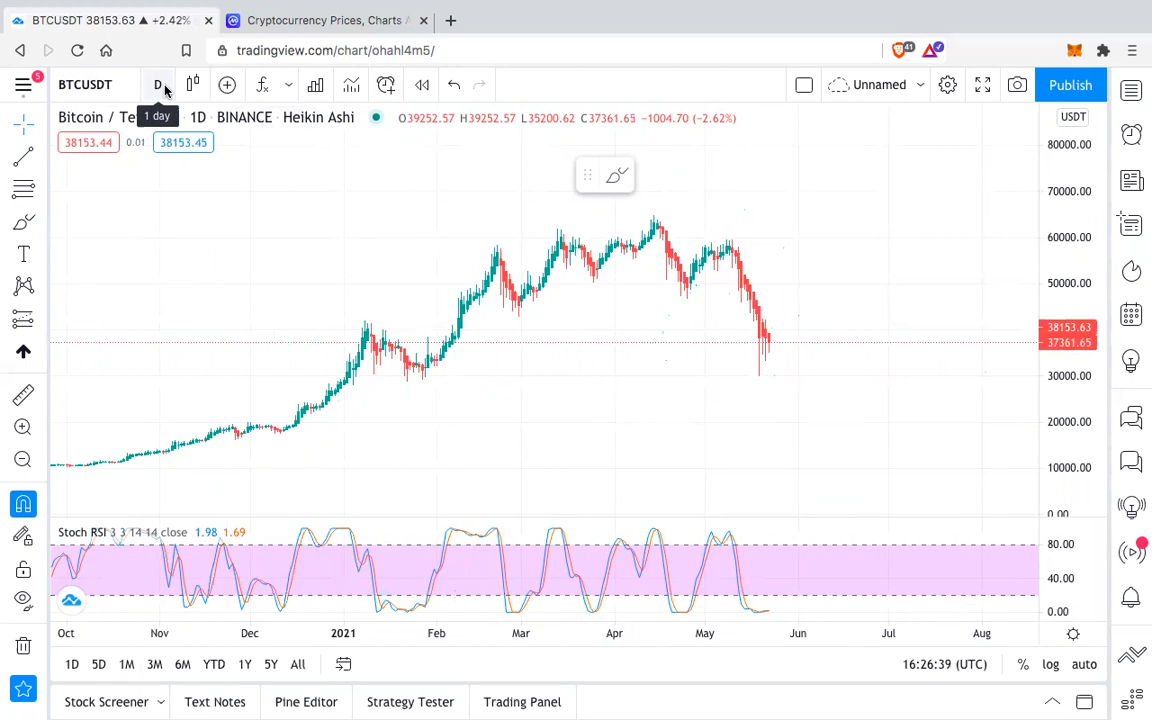 BTCUSDT 38153.63 ▲ +2.42%
Cryptocurrency Prices, Charts
41
tradingview.com/chart/ohahl4m5/
5
BTCUSDT
D
Unnamed
Publish
1 day
Bitcoin / Te
1D BINANCE Heikin Ashi
O39252.57 H39252.57 L35200.62 C37361.65 −1004.70 (−2.62%)
USDT
38153.44 0.01 38153.45
80000.00
70000.00
60000.00
50000.00
38153.63
37361.65
30000.00
20000.00
10000.00
0.00
Stoch RSI 3 3 14 14 close 1.98 1.69
80.00
40.00
0.00
Oct Nov Dec 2021 Feb Mar Apr May Jun Jul Aug
1D 5D 1M 3M 6M YTD 1Y 5Y All
16:26:39 (UTC) % log auto
Stock Screener Text Notes Pine Editor Strategy Tester Trading Panel